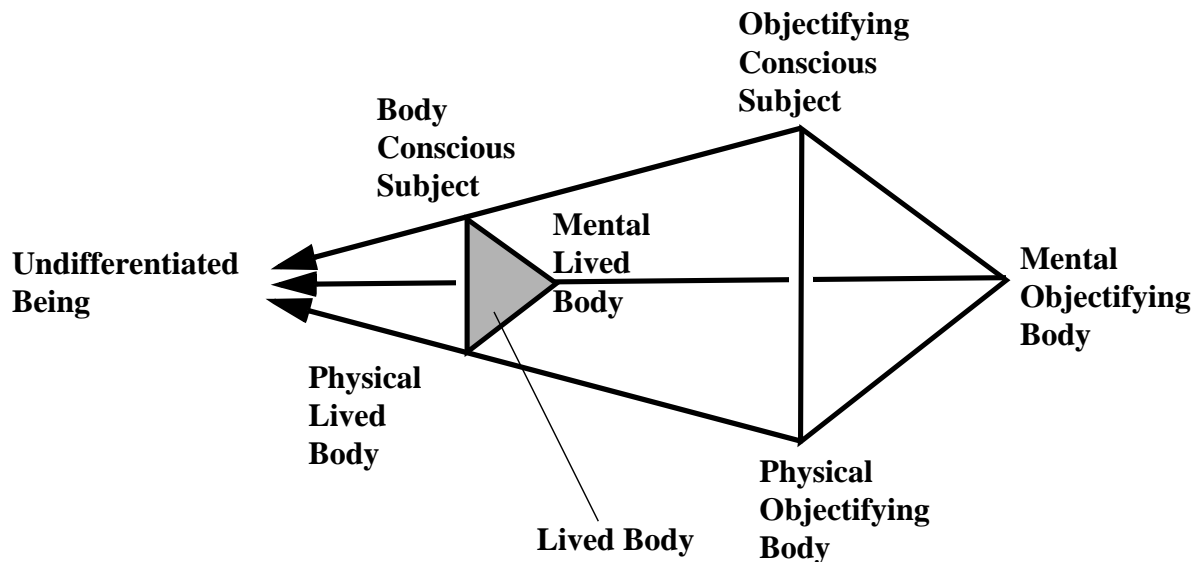 Objectifying
Conscious
Subject
Body
Conscious
Subject
Mental
Lived
Body
Undifferentiated
Being
Mental
Objectifying
Body
Physical
Lived
Body
Physical
Objectifying
Body
Lived Body